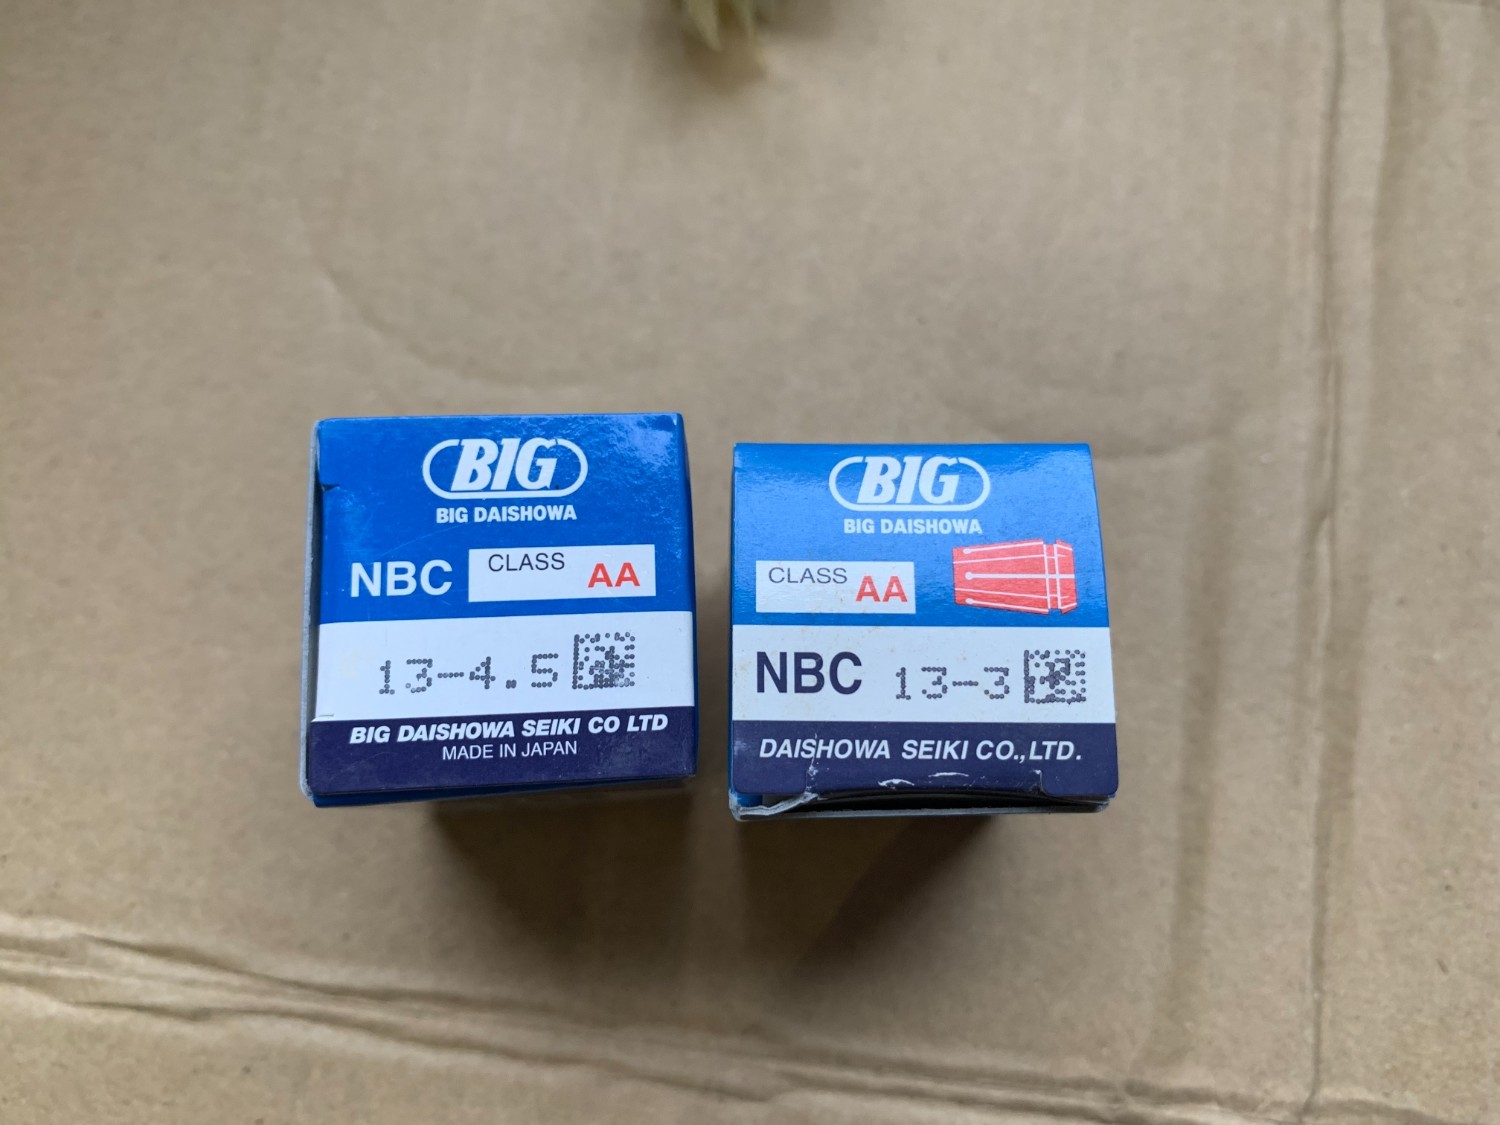 BIG
BIG DAISHOWA
NBC CLASS AA
13-4.5
BIG DAISHOWA SEIKI CO LTD
MADE IN JAPAN
BIG
BIG DAISHOWA
CLASS AA
NBC 13-3
DAISHOWA SEIKI CO.,LTD.